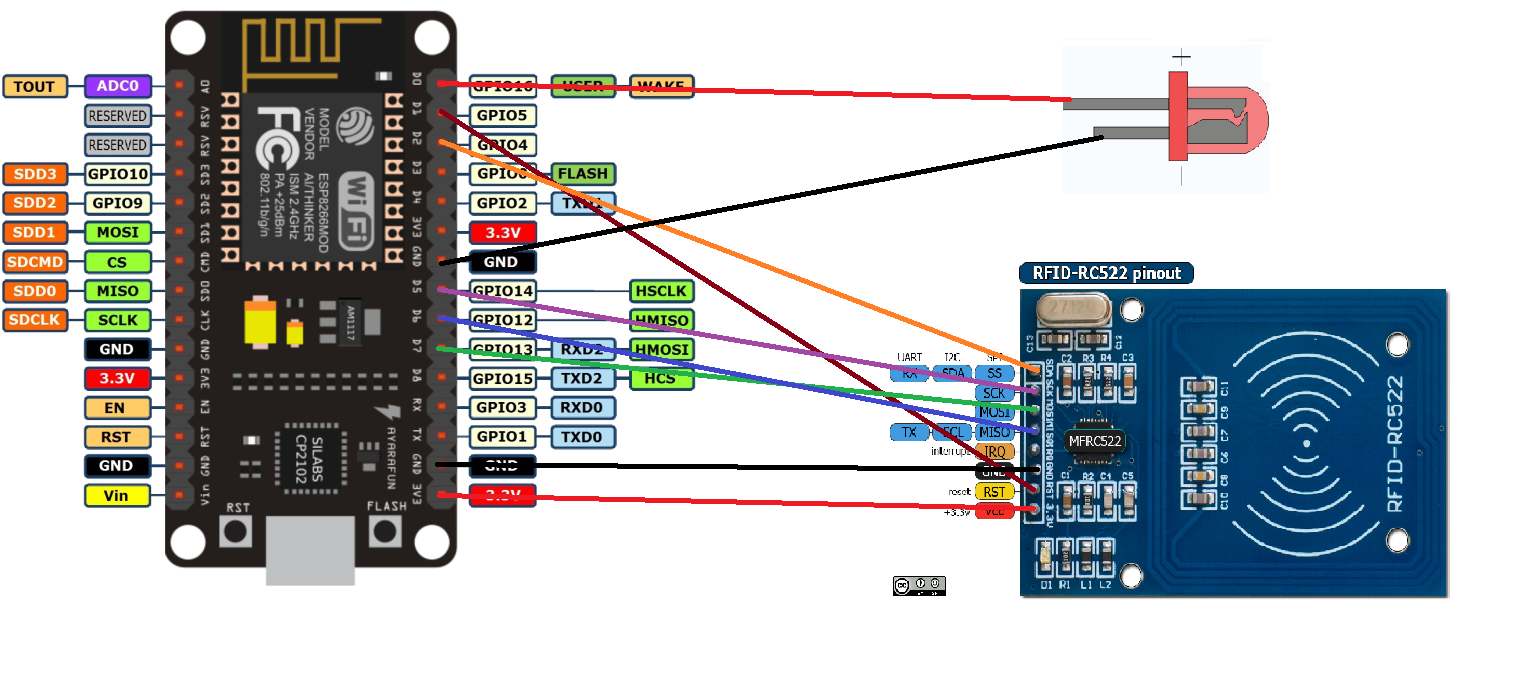 TOUT ADC0
RESERVED
RESERVED
SDD3 GPIO10
SDD2 GPIO9
SDD1 MOSI
SDCMD CS
SDD0 MISO
SDCLK SCLK
GND
3.3V
EN
RST
GND
Vin
A0
RSV
RSV
SD3
SD2
SD1
CMD
SD0
CLK
GND
3V3
EN
RST
GND
Vin
MODEL
VENDOR
ESP8266MOD
AI/THINKER
ISM 2.4GHz
PA +25dBm
802.11b/g/n
FC
WiFi
AM1117
SILABS
CP2102
AYARAFUN
RST
FLASH
D0
D1
D2
D3
D4
3V3
GND
D5
D6
D7
D8
RX
TX
GND
3V3
GPIO16 USER WAKE
GPIO5
GPIO4
GPIO0 FLASH
GPIO2 TXD1
3.3V
GND
GPIO14 HSCLK
GPIO12 HMISO
GPIO13 RXD2 HMOSI
GPIO15 TXD2 HCS
GPIO3 RXD0
GPIO1 TXD0
GND
3.3V
RFID-RC522 pinout
UART I2C SPI
RX SDA SS
SCK
MOSI
TX SCL MISO
interrupt IRQ
GND
reset RST
+3.3v VCC
C13
C12
C2 R3 R4 C3
SDA SCK MOSI MISO IRQ GND RST 3.3V
MFRC522
C1 R2 C4 C5
D1 R1 L1 L2
C11
C9
C7
C6
C8
C10
RFID-RC522
cc